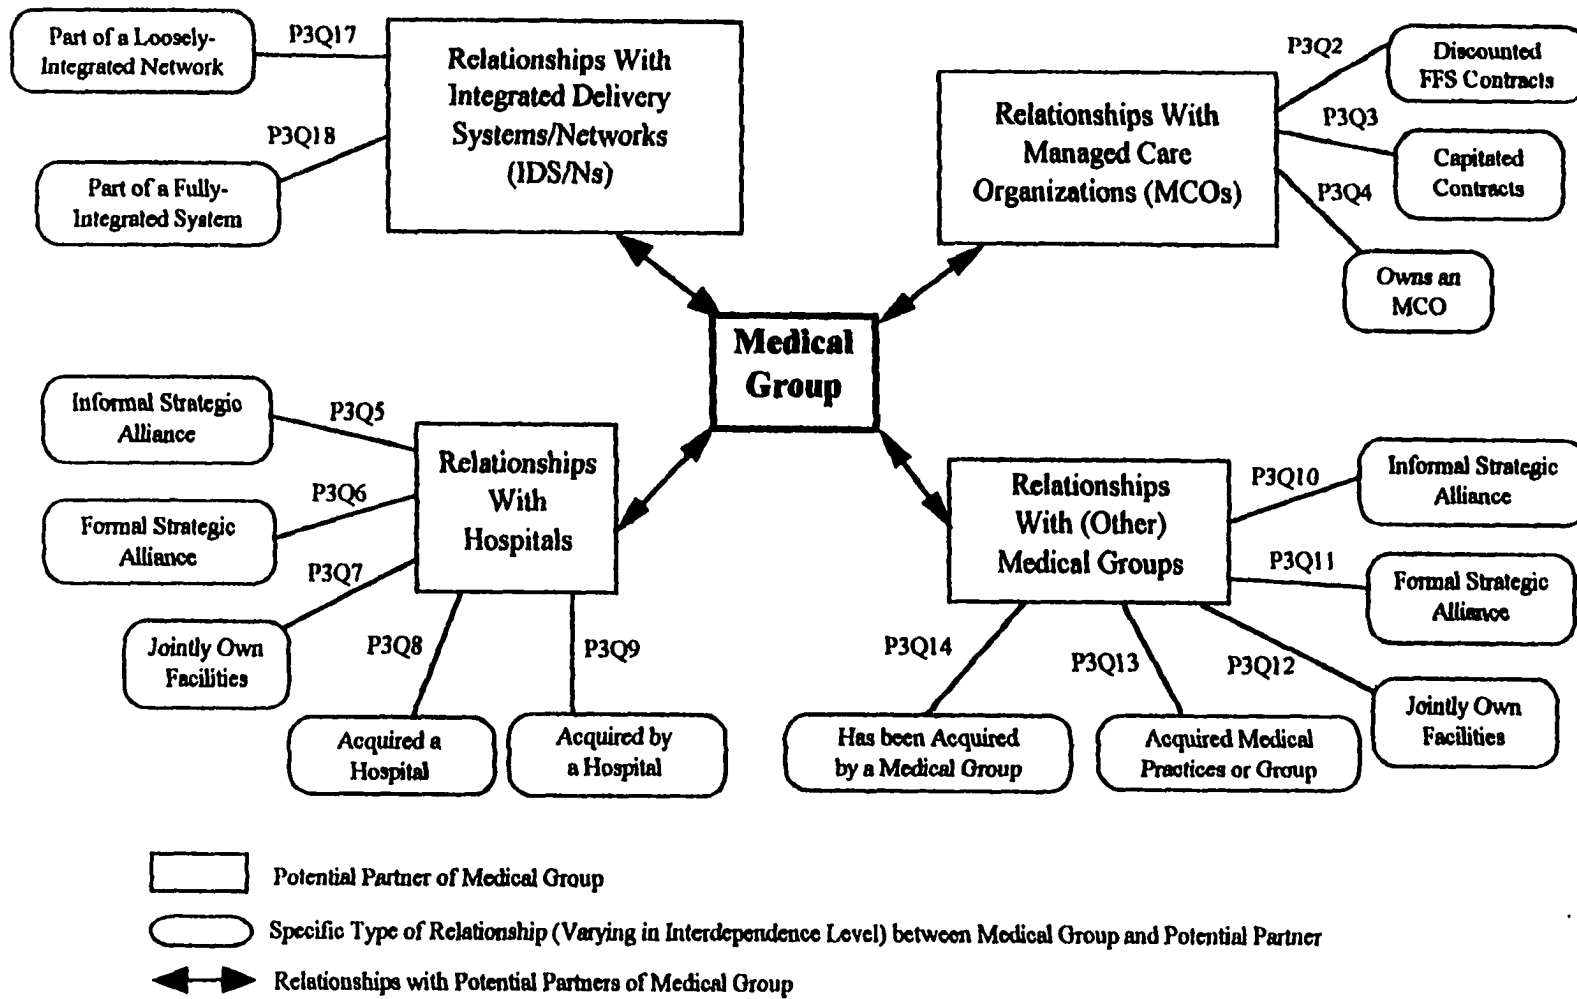 Part of a Loosely-
Integrated Network
P3Q17
Relationships With
Integrated Delivery
Systems/Networks
(IDS/Ns)
P3Q18
Part of a Fully-
Integrated System
Relationships With
Managed Care
Organizations (MCOs)
P3Q2
Discounted
FFS Contracts
P3Q3
Capitated
Contracts
P3Q4
Owns an
MCO
Medical
Group
Informal Strategic
Alliance
P3Q5
Relationships
With
Hospitals
P3Q6
Formal Strategic
Alliance
P3Q7
Jointly Own
Facilities
P3Q8
Acquired a
Hospital
P3Q9
Acquired by
a Hospital
Relationships
With (Other)
Medical Groups
P3Q10
Informal Strategic
Alliance
P3Q11
Formal Strategic
Alliance
P3Q12
Jointly Own
Facilities
P3Q13
Acquired Medical
Practices or Group
P3Q14
Has been Acquired
by a Medical Group
Potential Partner of Medical Group
Specific Type of Relationship (Varying in Interdependence Level) between Medical Group and Potential Partner
Relationships with Potential Partners of Medical Group